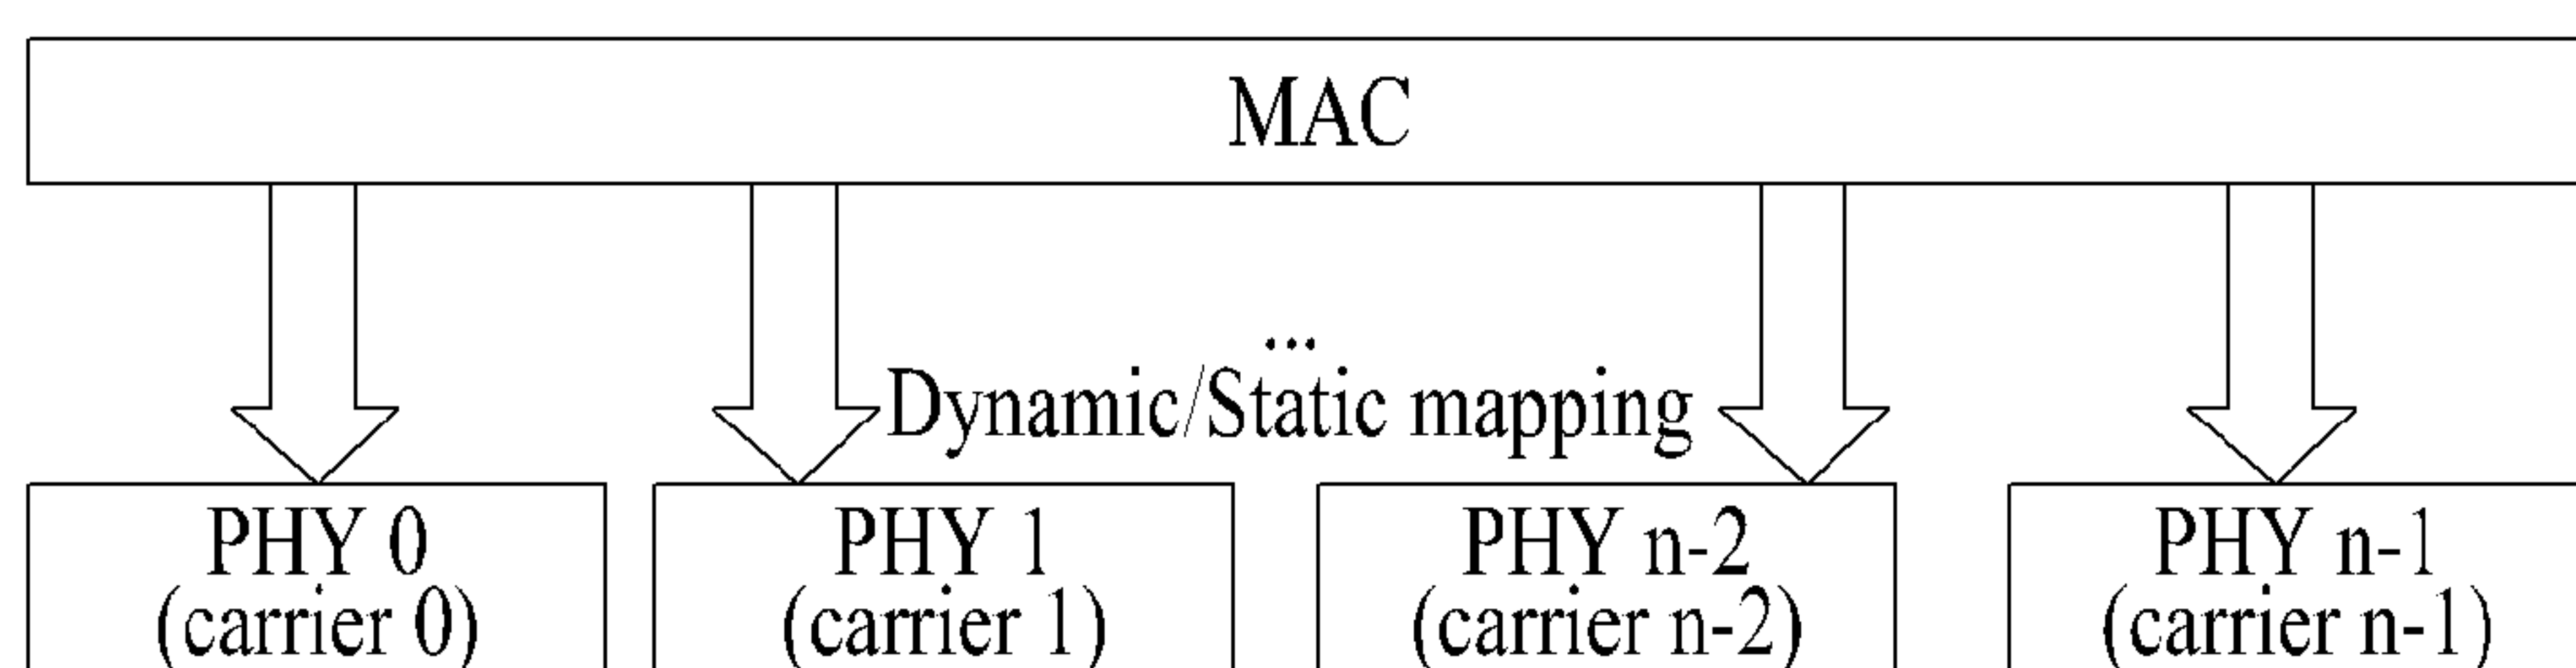 MAC
...
Dynamic/Static mapping
PHY 0
(carrier 0)
PHY 1
(carrier 1)
PHY n-2
(carrier n-2)
PHY n-1
(carrier n-1)